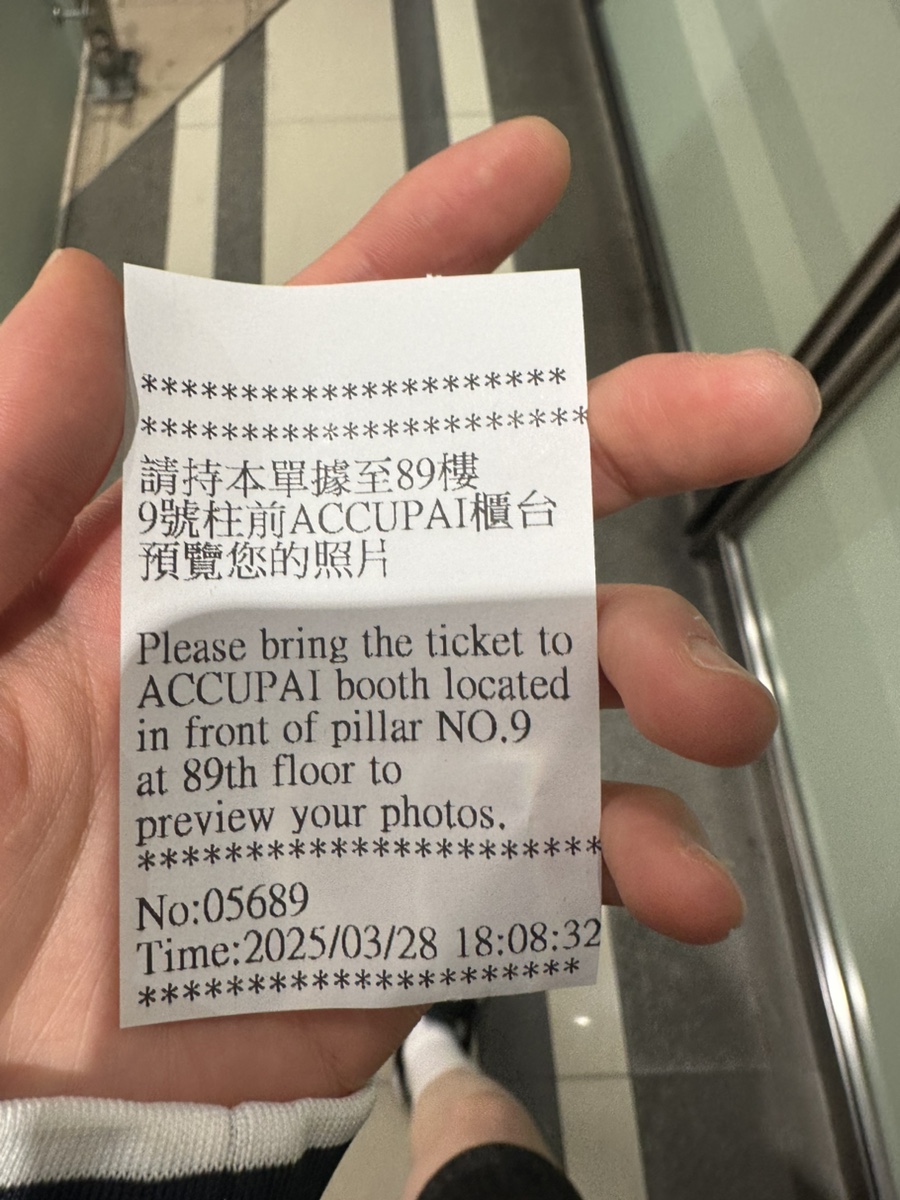 *********************
**********************
請持本單據至89樓
9號柱前ACCUPAI櫃台
預覽您的照片
Please bring the ticket to
ACCUPAI booth located
in front of pillar NO.9
at 89th floor to
preview your photos.
**********************
No:05689
Time:2025/03/28 18:08:32
*********************